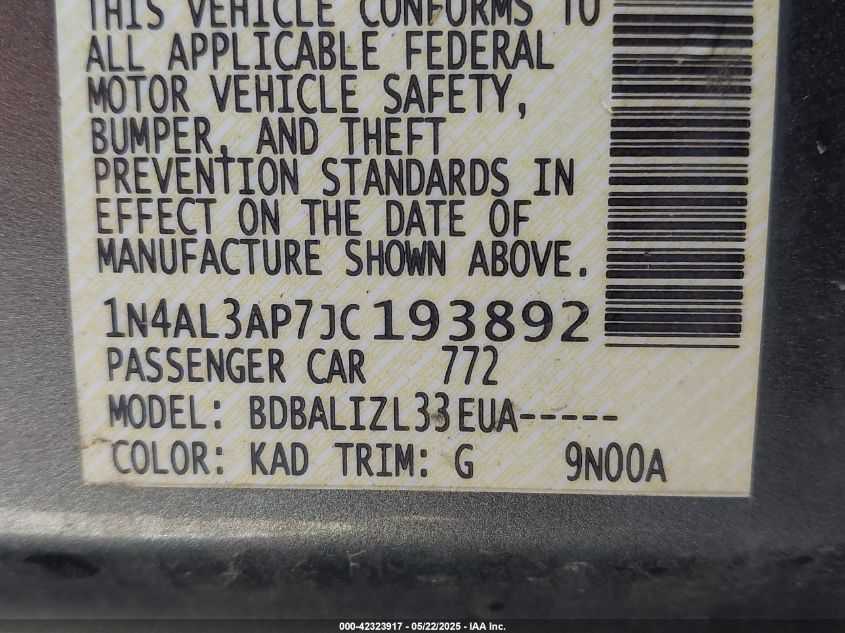 THIS VEHICLE CONFORMS TO
ALL APPLICABLE FEDERAL
MOTOR VEHICLE SAFETY,
BUMPER, AND THEFT
PREVENTION STANDARDS IN
EFFECT ON THE DATE OF
MANUFACTURE SHOWN ABOVE.
1N4AL3AP7JC193892
PASSENGER CAR 772
MODEL: BDBALIZL33EUA-----
COLOR: KAD TRIM: G 9N00A
000-42323917 - 05/22/2025 - IAA Inc.